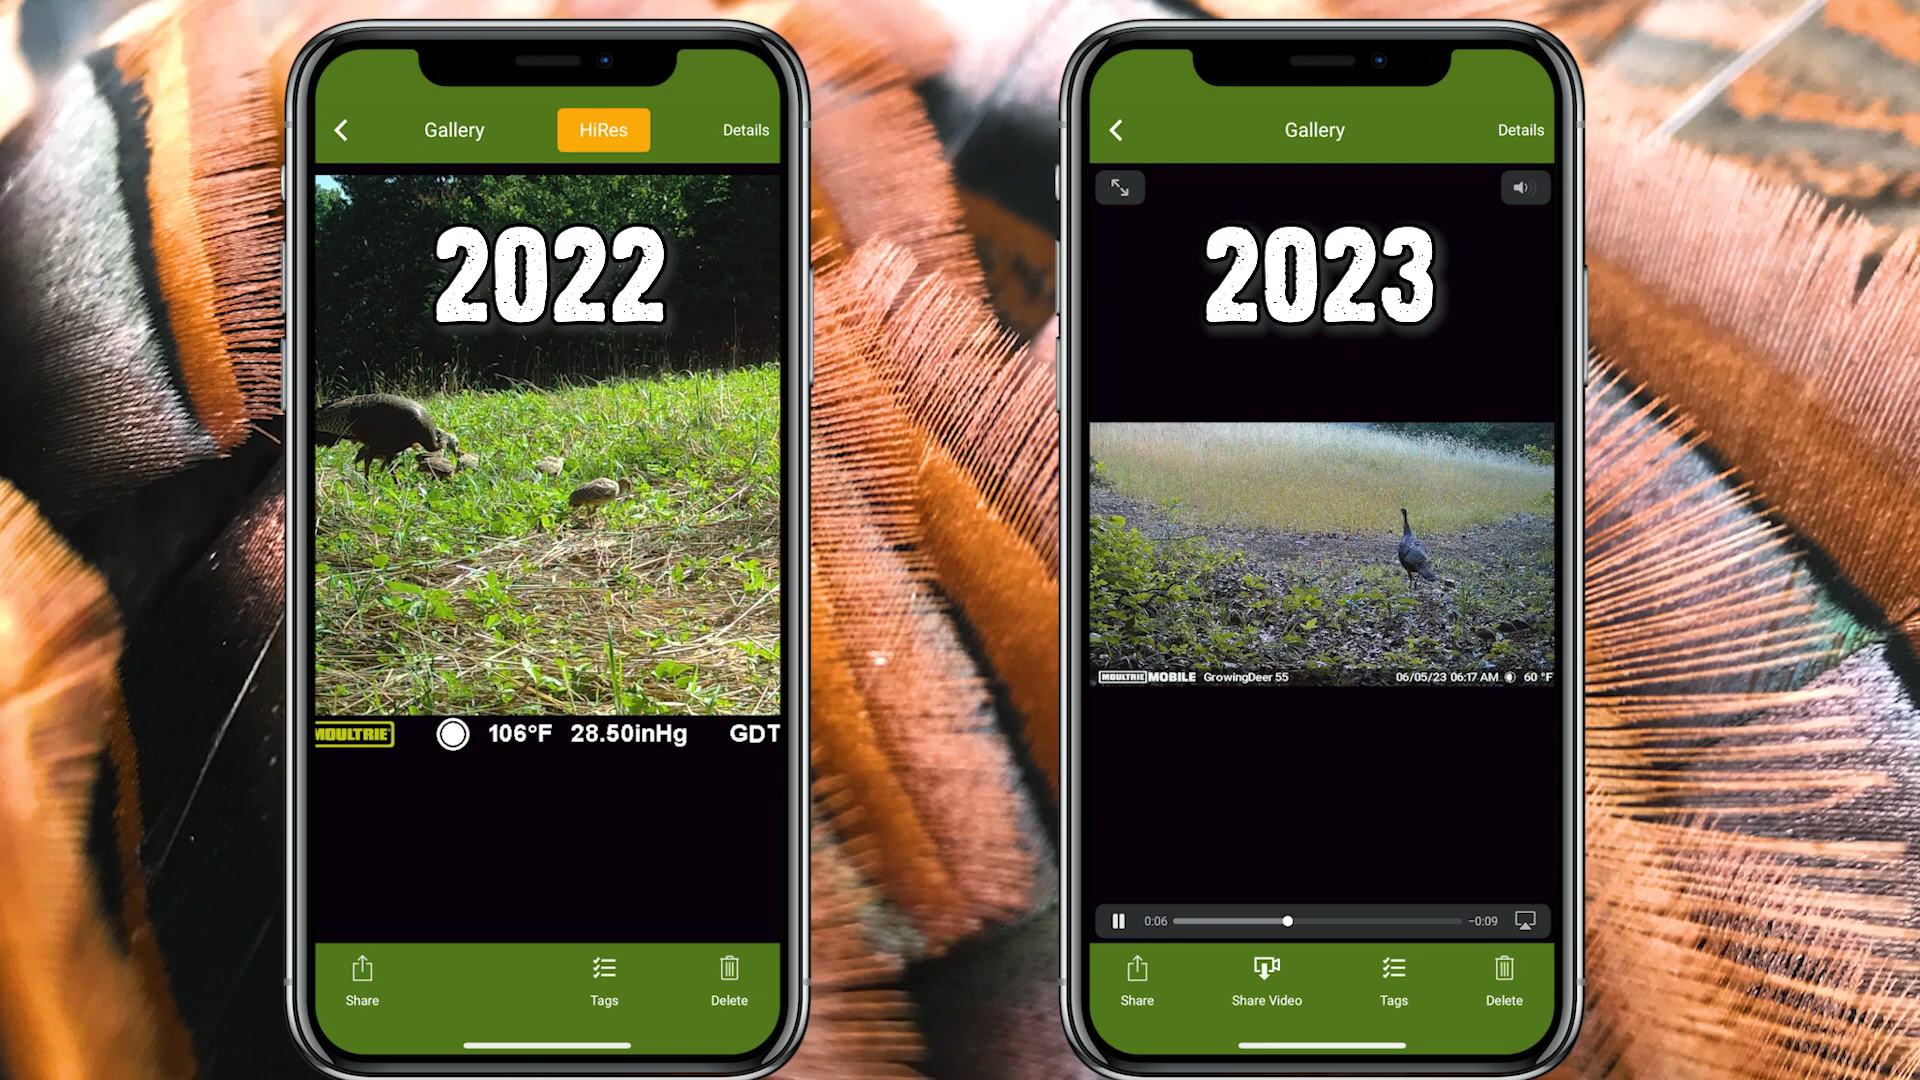 Gallery
HiRes
Details
2022
MOULTRIE
106°F
28.50inHg
GDT
Share
Tags
Delete
Gallery
Details
2023
MOULTRIE MOBILE GrowingDeer 55
06/05/23 06:17 AM
60 °F
0:06
-0:09
Share
Share Video
Tags
Delete